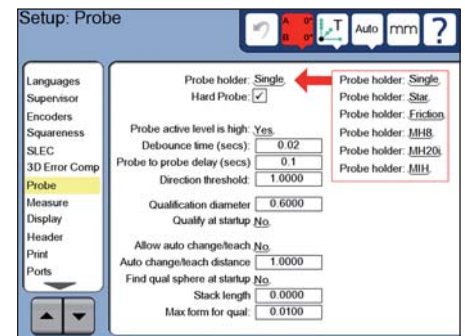 Setup: Probe
A 0°
B 0°
T
Auto
mm
?
Languages
Supervisor
Encoders
Squareness
SLEC
3D Error Comp
Probe
Measure
Display
Header
Print
Ports
Probe holder: Single
Hard Probe: ✓
Probe active level is high: Yes
Debounce time (secs): 0.02
Probe to probe delay (secs) 0.1
Direction threshold: 1.0000
Qualification diameter 0.6000
Qualify at startup No
Allow auto change/teach No
Auto change/teach distance 1.0000
Find qual sphere at startup No
Stack length 0.0000
Max form for qual: 0.0100
Probe holder: Single
Probe holder: Star
Probe holder: Friction
Probe holder: MH8
Probe holder: MH20i
Probe holder: MIH